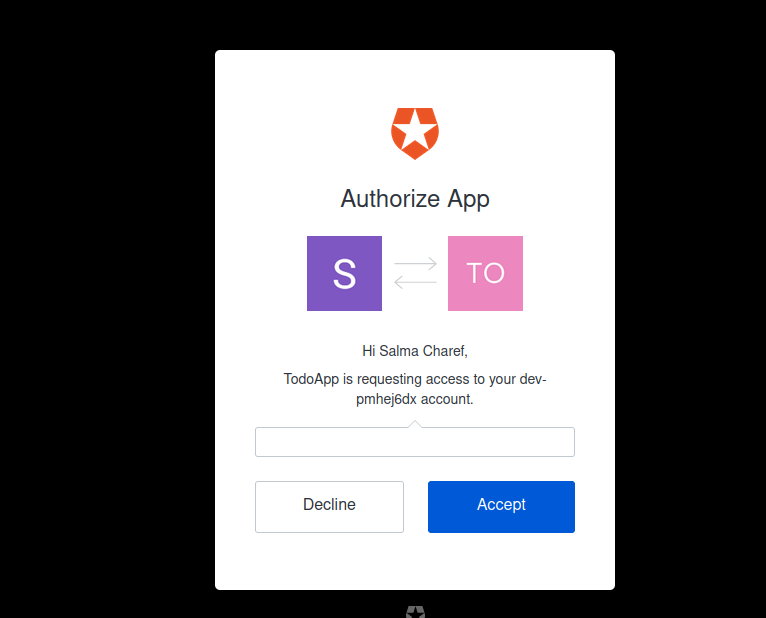 Authorize App
S
TO
Hi Salma Charef,
TodoApp is requesting access to your dev-
pmhej6dx account.
Decline
Accept